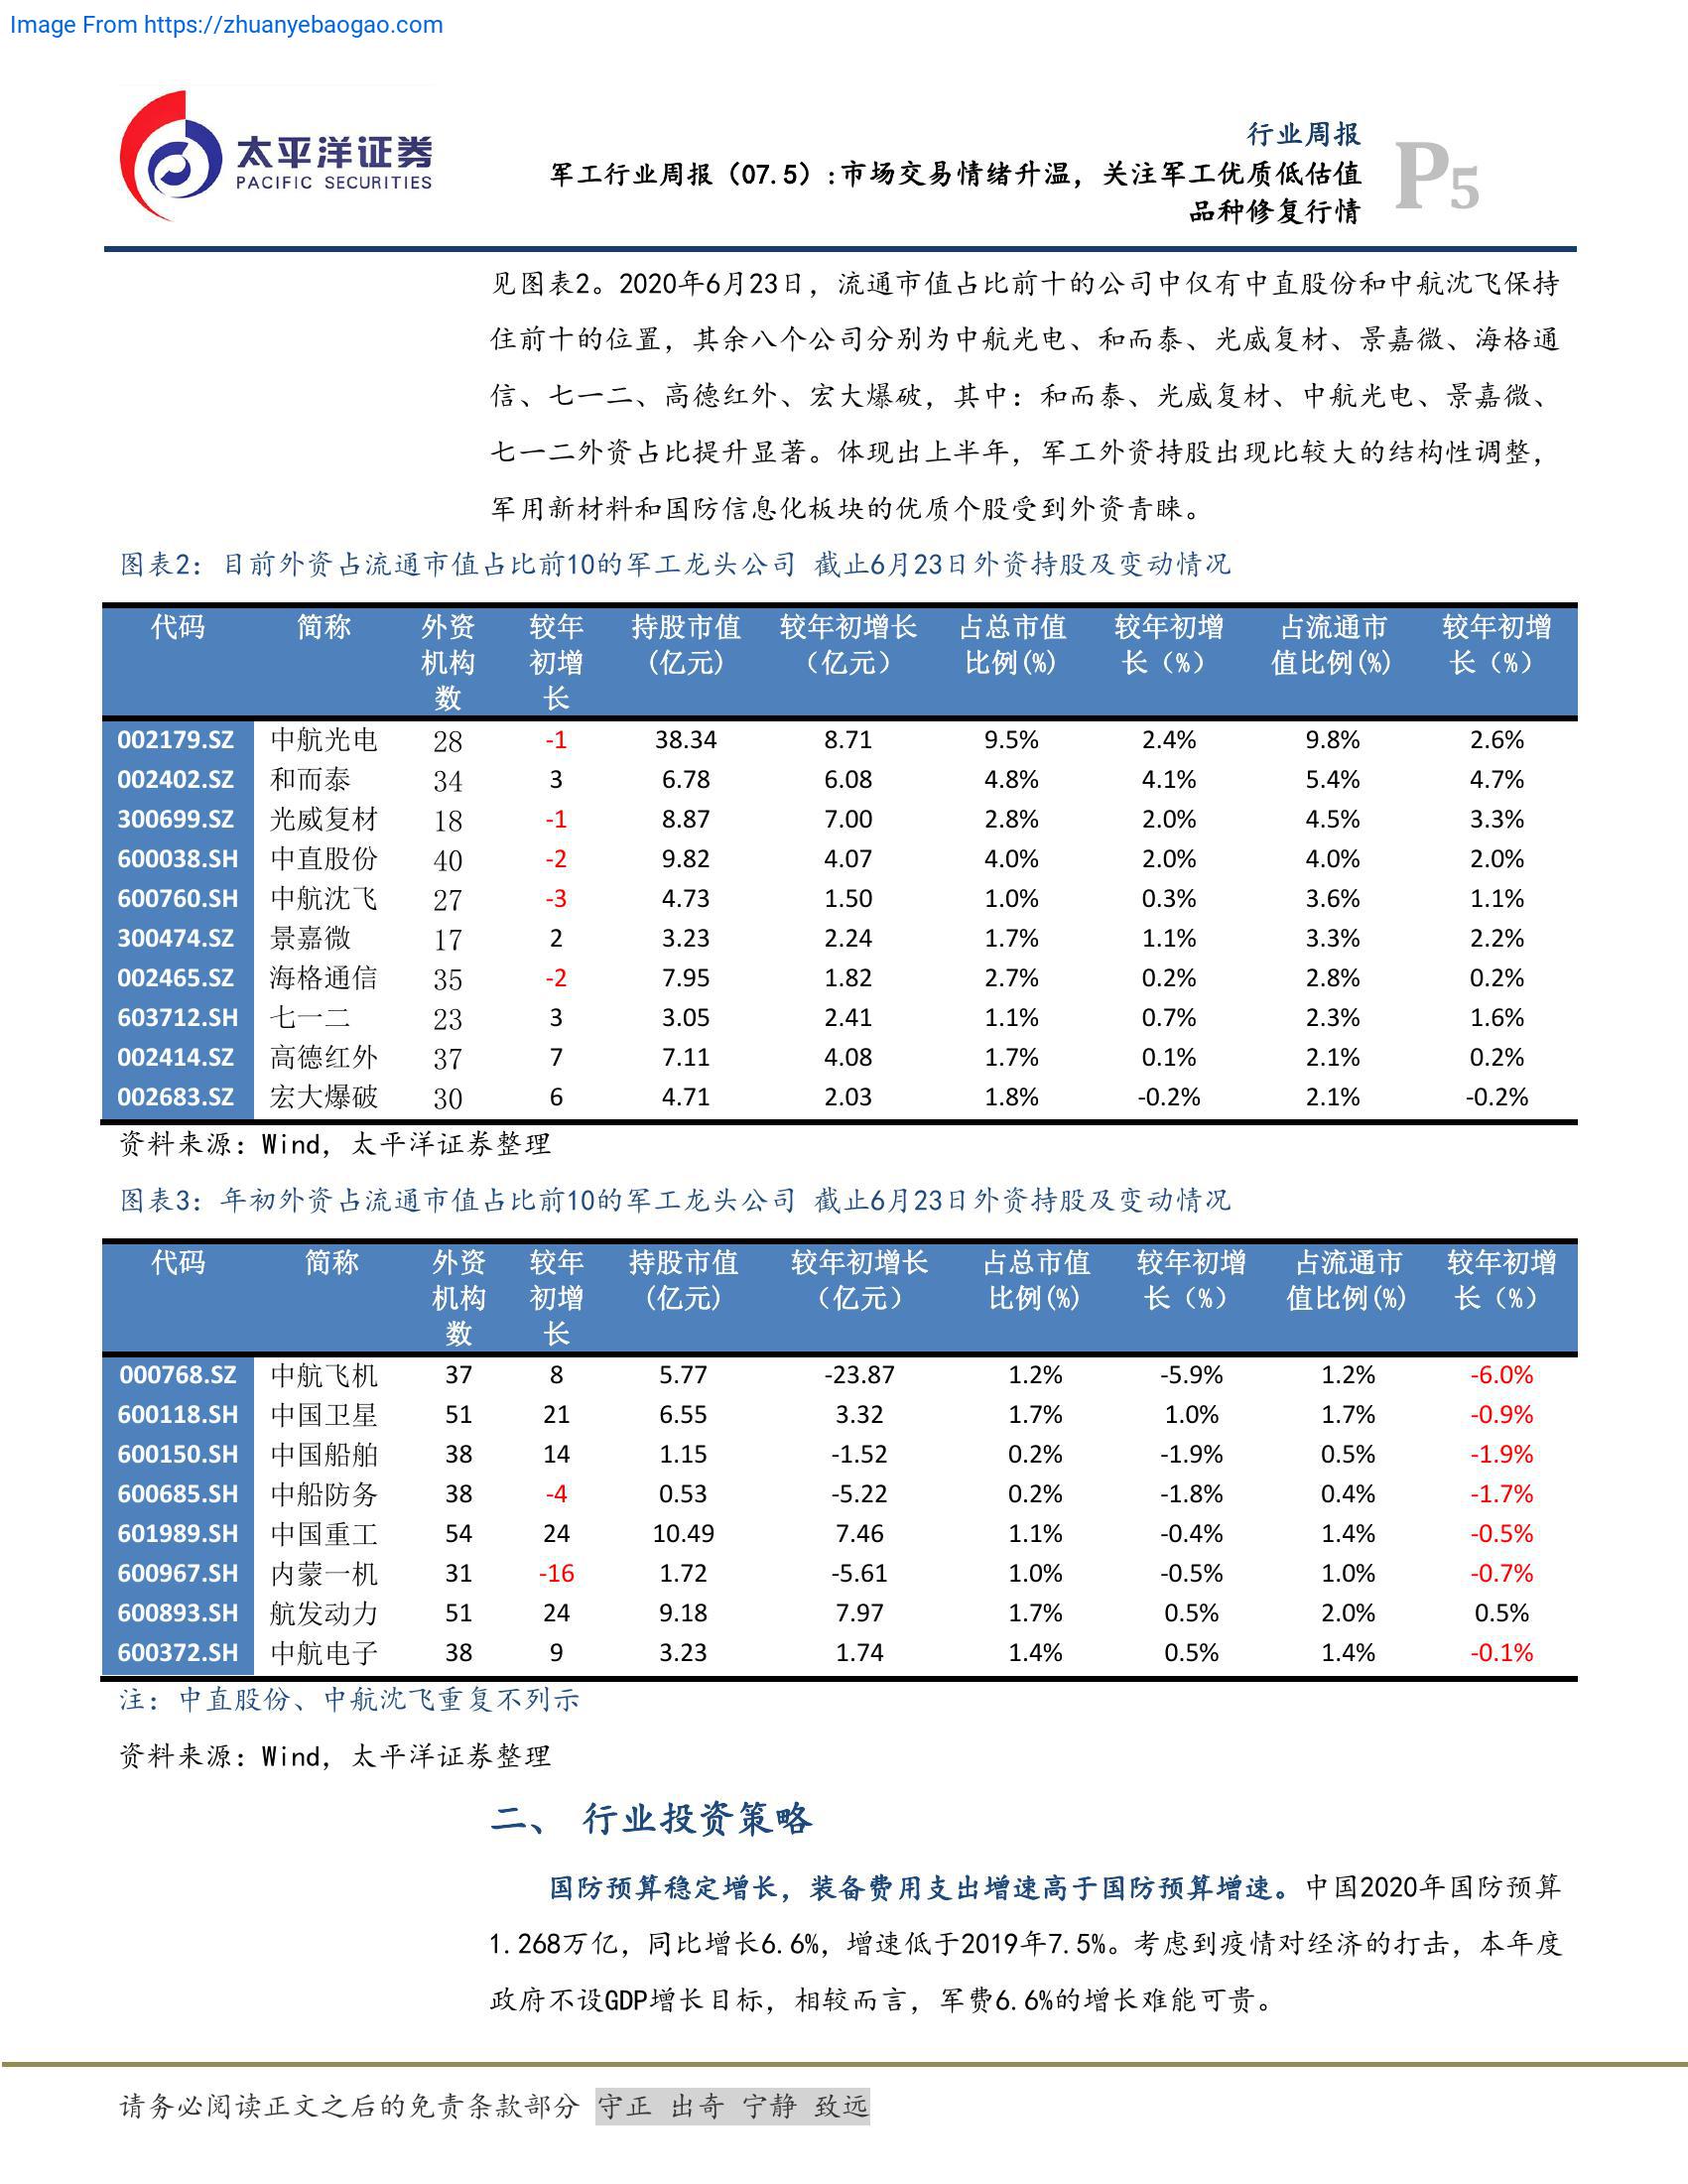 Image From https://zhuanyebaogao.com
太平洋证券
PACIFIC SECURITIES
行业周报
军工行业周报（07.5）:市场交易情绪升温，关注军工优质低估值
品种修复行情
P5
见图表2。2020年6月23日，流通市值占比前十的公司中仅有中直股份和中航沈飞保持
住前十的位置，其余八个公司分别为中航光电、和而泰、光威复材、景嘉微、海格通
信、七一二、高德红外、宏大爆破，其中：和而泰、光威复材、中航光电、景嘉微、
七一二外资占比提升显著。体现出上半年，军工外资持股出现比较大的结构性调整，
军用新材料和国防信息化板块的优质个股受到外资青睐。
图表2：目前外资占流通市值占比前10的军工龙头公司 截止6月23日外资持股及变动情况
代码 简称 外资 较年 持股市值 较年初增长 占总市值 较年初增 占流通市 较年初增
机构 初增 (亿元) （亿元） 比例(%) 长（%） 值比例(%) 长（%）
数 长
002179.SZ 中航光电 28 -1 38.34 8.71 9.5% 2.4% 9.8% 2.6%
002402.SZ 和而泰 34 3 6.78 6.08 4.8% 4.1% 5.4% 4.7%
300699.SZ 光威复材 18 -1 8.87 7.00 2.8% 2.0% 4.5% 3.3%
600038.SH 中直股份 40 -2 9.82 4.07 4.0% 2.0% 4.0% 2.0%
600760.SH 中航沈飞 27 -3 4.73 1.50 1.0% 0.3% 3.6% 1.1%
300474.SZ 景嘉微 17 2 3.23 2.24 1.7% 1.1% 3.3% 2.2%
002465.SZ 海格通信 35 -2 7.95 1.82 2.7% 0.2% 2.8% 0.2%
603712.SH 七一二 23 3 3.05 2.41 1.1% 0.7% 2.3% 1.6%
002414.SZ 高德红外 37 7 7.11 4.08 1.7% 0.1% 2.1% 0.2%
002683.SZ 宏大爆破 30 6 4.71 2.03 1.8% -0.2% 2.1% -0.2%
资料来源：Wind，太平洋证券整理
图表3：年初外资占流通市值占比前10的军工龙头公司 截止6月23日外资持股及变动情况
代码 简称 外资 较年 持股市值 较年初增长 占总市值 较年初增 占流通市 较年初增
机构 初增 (亿元) （亿元） 比例(%) 长（%） 值比例(%) 长（%）
数 长
000768.SZ 中航飞机 37 8 5.77 -23.87 1.2% -5.9% 1.2% -6.0%
600118.SH 中国卫星 51 21 6.55 3.32 1.7% 1.0% 1.7% -0.9%
600150.SH 中国船舶 38 14 1.15 -1.52 0.2% -1.9% 0.5% -1.9%
600685.SH 中船防务 38 -4 0.53 -5.22 0.2% -1.8% 0.4% -1.7%
601989.SH 中国重工 54 24 10.49 7.46 1.1% -0.4% 1.4% -0.5%
600967.SH 内蒙一机 31 -16 1.72 -5.61 1.0% -0.5% 1.0% -0.7%
600893.SH 航发动力 51 24 9.18 7.97 1.7% 0.5% 2.0% 0.5%
600372.SH 中航电子 38 9 3.23 1.74 1.4% 0.5% 1.4% -0.1%
注：中直股份、中航沈飞重复不列示
资料来源：Wind，太平洋证券整理
二、 行业投资策略
国防预算稳定增长，装备费用支出增速高于国防预算增速。中国2020年国防预算
1.268万亿，同比增长6.6%，增速低于2019年7.5%。考虑到疫情对经济的打击，本年度
政府不设GDP增长目标，相较而言，军费6.6%的增长难能可贵。
请务必阅读正文之后的免责条款部分 守正 出奇 宁静 致远